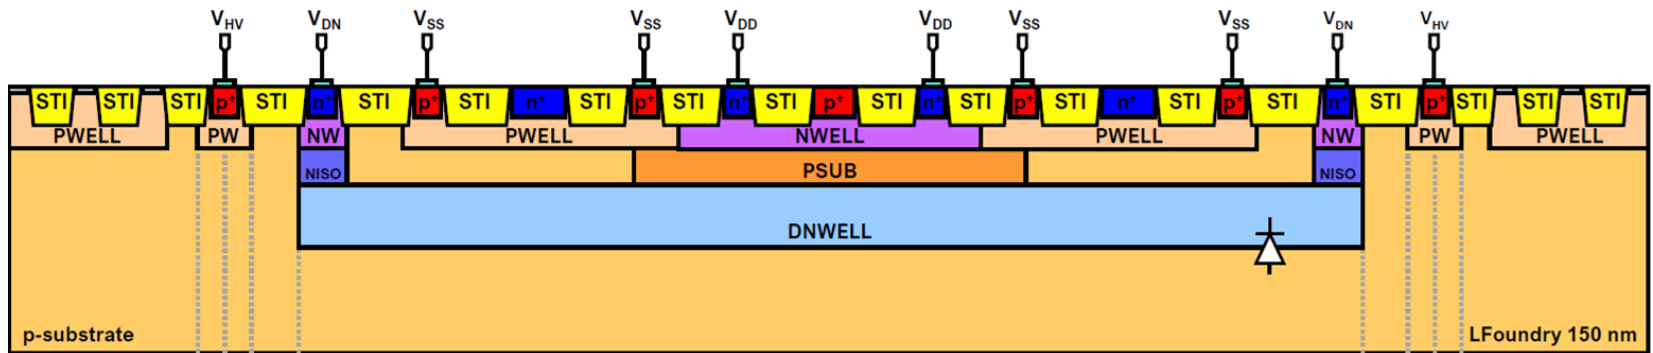 VHV VDN VSS VSS VDD VDD VSS VSS VDN VHV
STI STI STI p+ STI n+ STI p+ STI n+ STI p+ STI n+ STI p+ STI n+ STI p+ STI n+ STI p+ STI n+ STI p+ STI STI STI
PWELL PW NW PWELL NWELL PWELL NW PW PWELL
NISO PSUB NISO
DNWELL
p-substrate LFoundry 150 nm